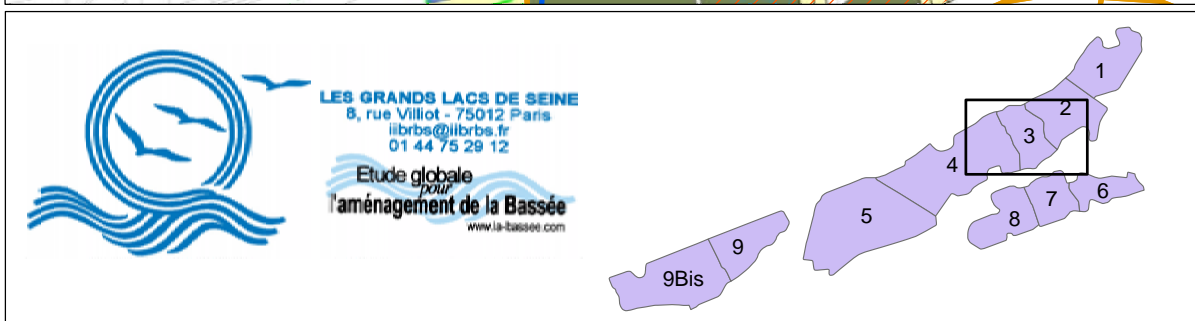 LES GRANDS LACS DE SEINE
8, rue Villiot - 75012 Paris
iibrbs@iibrbs.fr
01 44 75 29 12
Etude globale
pour
l'aménagement de la Bassée
www.la-bassee.com
1
2
3
4
5
6
7
8
9
9Bis